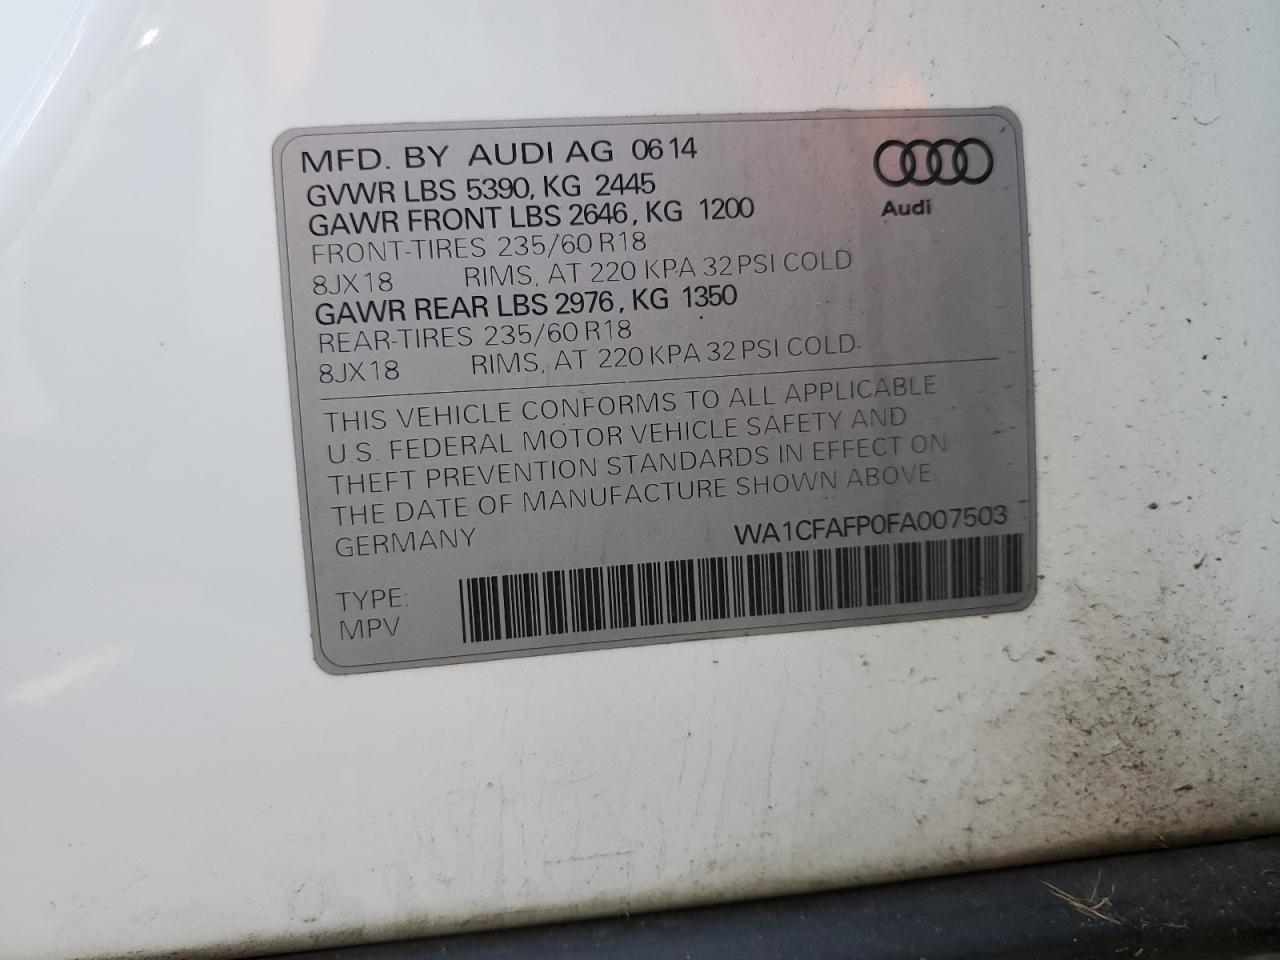 MFD. BY AUDI AG 0614
GVWR LBS 5390, KG 2445
GAWR FRONT LBS 2646, KG 1200
FRONT-TIRES 235/60 R18
8JX18 RIMS, AT 220 KPA 32 PSI COLD
GAWR REAR LBS 2976, KG 1350
REAR-TIRES 235/60 R18
8JX18 RIMS, AT 220 KPA 32 PSI COLD
Audi
THIS VEHICLE CONFORMS TO ALL APPLICABLE
U.S. FEDERAL MOTOR VEHICLE SAFETY AND
THEFT PREVENTION STANDARDS IN EFFECT ON
THE DATE OF MANUFACTURE SHOWN ABOVE
GERMANY WA1CFAFP0FA007503
TYPE:
MPV